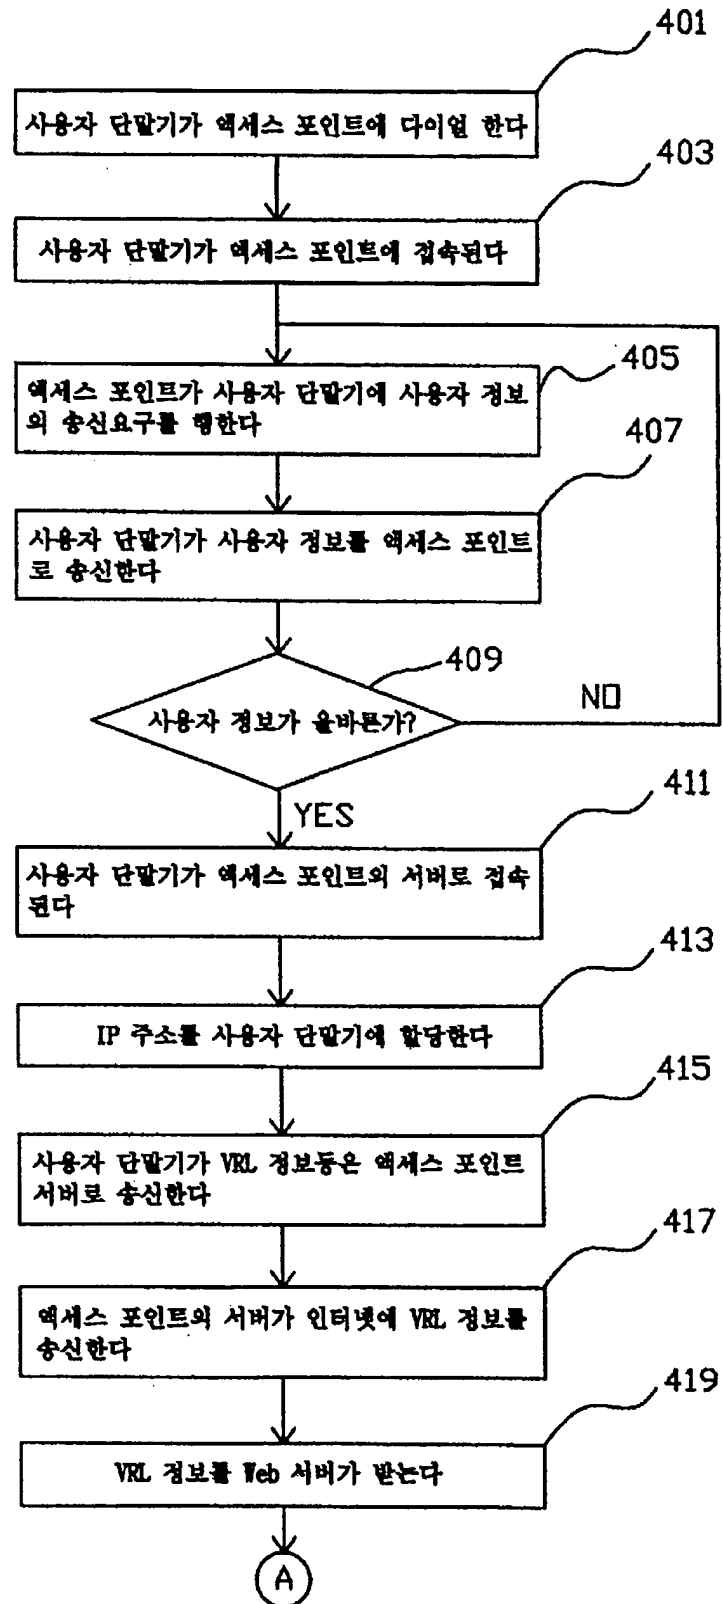 401
사용자 단말기가 액세스 포인트에 다이얼 한다
403
사용자 단말기가 액세스 포인트에 접속된다
405
액세스 포인트가 사용자 단말기에 사용자 정보
의 송신요구를 행한다
407
사용자 단말기가 사용자 정보를 액세스 포인트
로 송신한다
409
사용자 정보가 올바른가?
NO
YES
411
사용자 단말기가 액세스 포인트의 서버로 접속
된다
413
IP 주소를 사용자 단말기에 할당한다
415
사용자 단말기가 VRL 정보등은 액세스 포인트
서버로 송신한다
417
액세스 포인트의 서버가 인터넷에 VRL 정보를
송신한다
419
VRL 정보를 Web 서버가 받는다
A